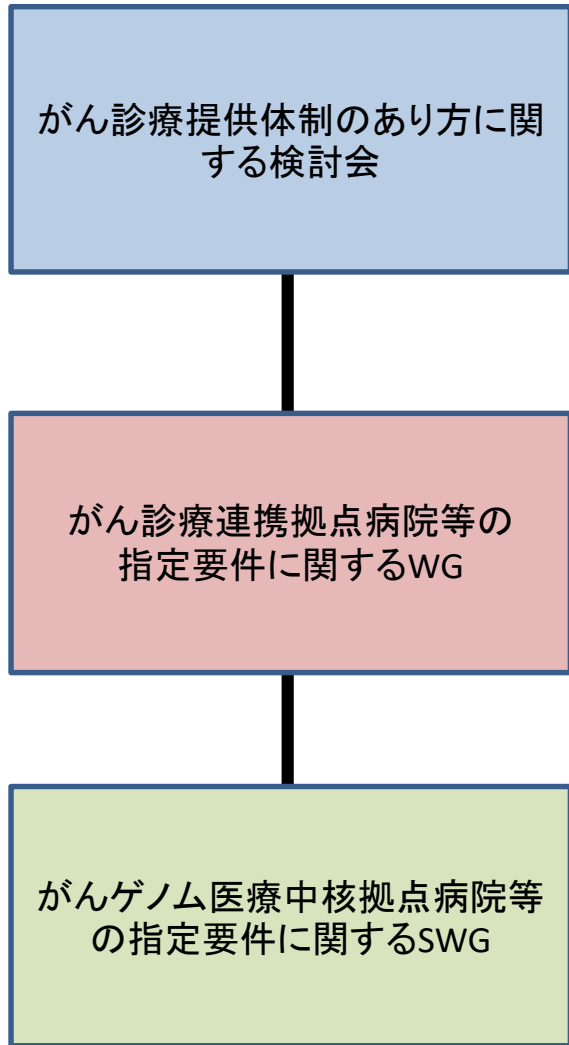 がん診療提供体制のあり方に関
する検討会
がん診療連携拠点病院等の
指定要件に関するWG
がんゲノム医療中核拠点病院等
の指定要件に関するSWG